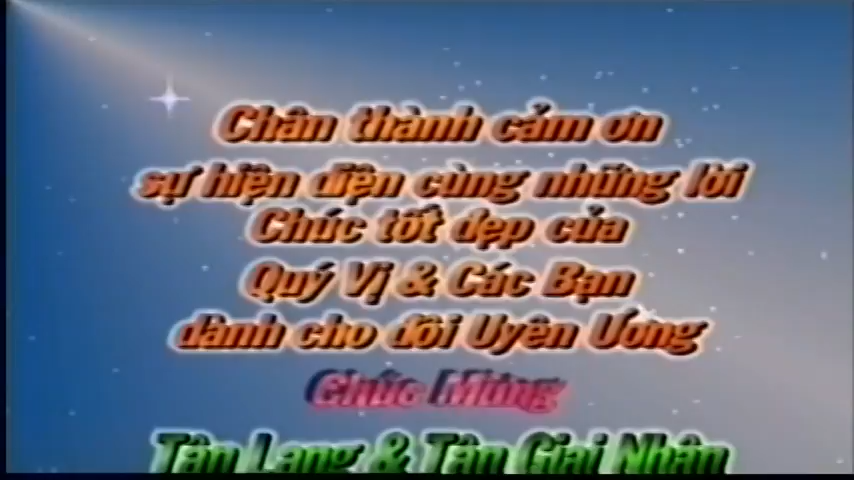 Chân thành cảm ơn
sự hiện diện cùng những lời
Chúc tốt đẹp của
Quý Vị & Các Bạn
dành cho đôi Uyên Ương
Chúc Mừng
Tân Lang & Tân Giai Nhân